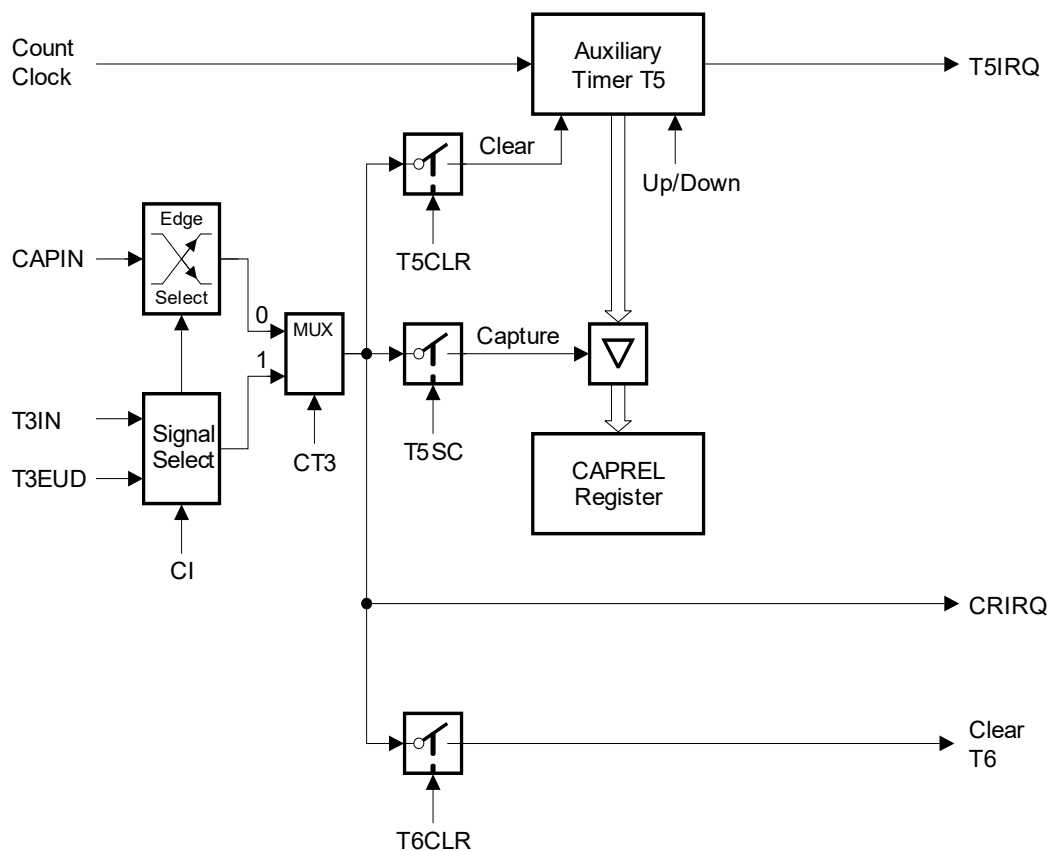 Count
Clock
Auxiliary
Timer T5
T5IRQ
Clear
Up/Down
T5CLR
Edge
Select
CAPIN
0
MUX
1
Capture
T3IN
T3EUD
Signal
Select
CT3
T5SC
CAPREL
Register
CI
CRIRQ
Clear
T6
T6CLR